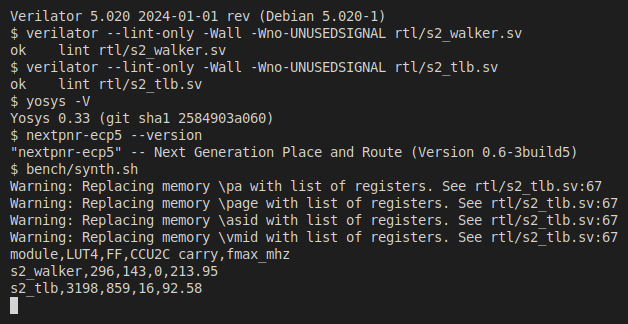 Verilator 5.020 2024-01-01 rev (Debian 5.020-1)
$ verilator --lint-only -Wall -Wno-UNUSEDSIGNAL rtl/s2_walker.sv
ok    lint rtl/s2_walker.sv
$ verilator --lint-only -Wall -Wno-UNUSEDSIGNAL rtl/s2_tlb.sv
ok    lint rtl/s2_tlb.sv
$ yosys -V
Yosys 0.33 (git sha1 2584903a060)
$ nextpnr-ecp5 --version
"nextpnr-ecp5" -- Next Generation Place and Route (Version 0.6-3build5)
$ bench/synth.sh
Warning: Replacing memory \pa with list of registers. See rtl/s2_tlb.sv:67
Warning: Replacing memory \page with list of registers. See rtl/s2_tlb.sv:67
Warning: Replacing memory \asid with list of registers. See rtl/s2_tlb.sv:67
Warning: Replacing memory \vmid with list of registers. See rtl/s2_tlb.sv:67
module,LUT4,FF,CCU2C carry,fmax_mhz
s2_walker,296,143,0,213.95
s2_tlb,3198,859,16,92.58